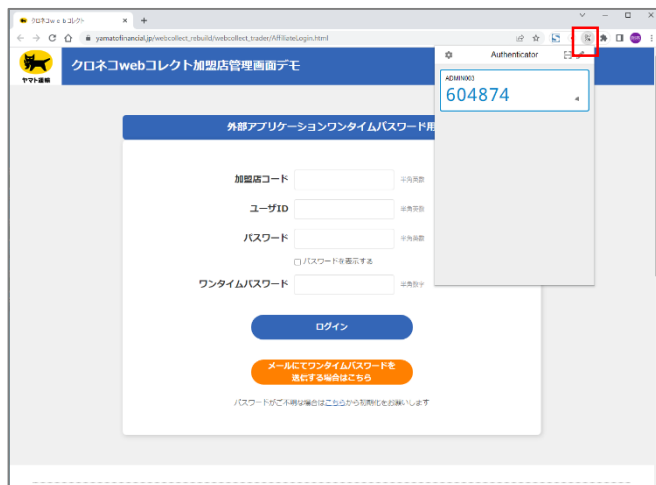 クロネコｗｅｂコレクト
yamatofinancial.jp/webcollect_rebuild/webcollect_trader/AffiliateLogin.html
ヤマト運輸
クロネコwebコレクト加盟店管理画面デモ
Authenticator
ADMIN003
604874
外部アプリケーションワンタイムパスワード用
加盟店コード
半角英数
ユーザID
半角英数
パスワード
半角英数
パスワードを表示する
ワンタイムパスワード
半角数字
ログイン
メールにてワンタイムパスワードを
送信する場合はこちら
パスワードがご不明な場合はこちらから初期化をお願いします